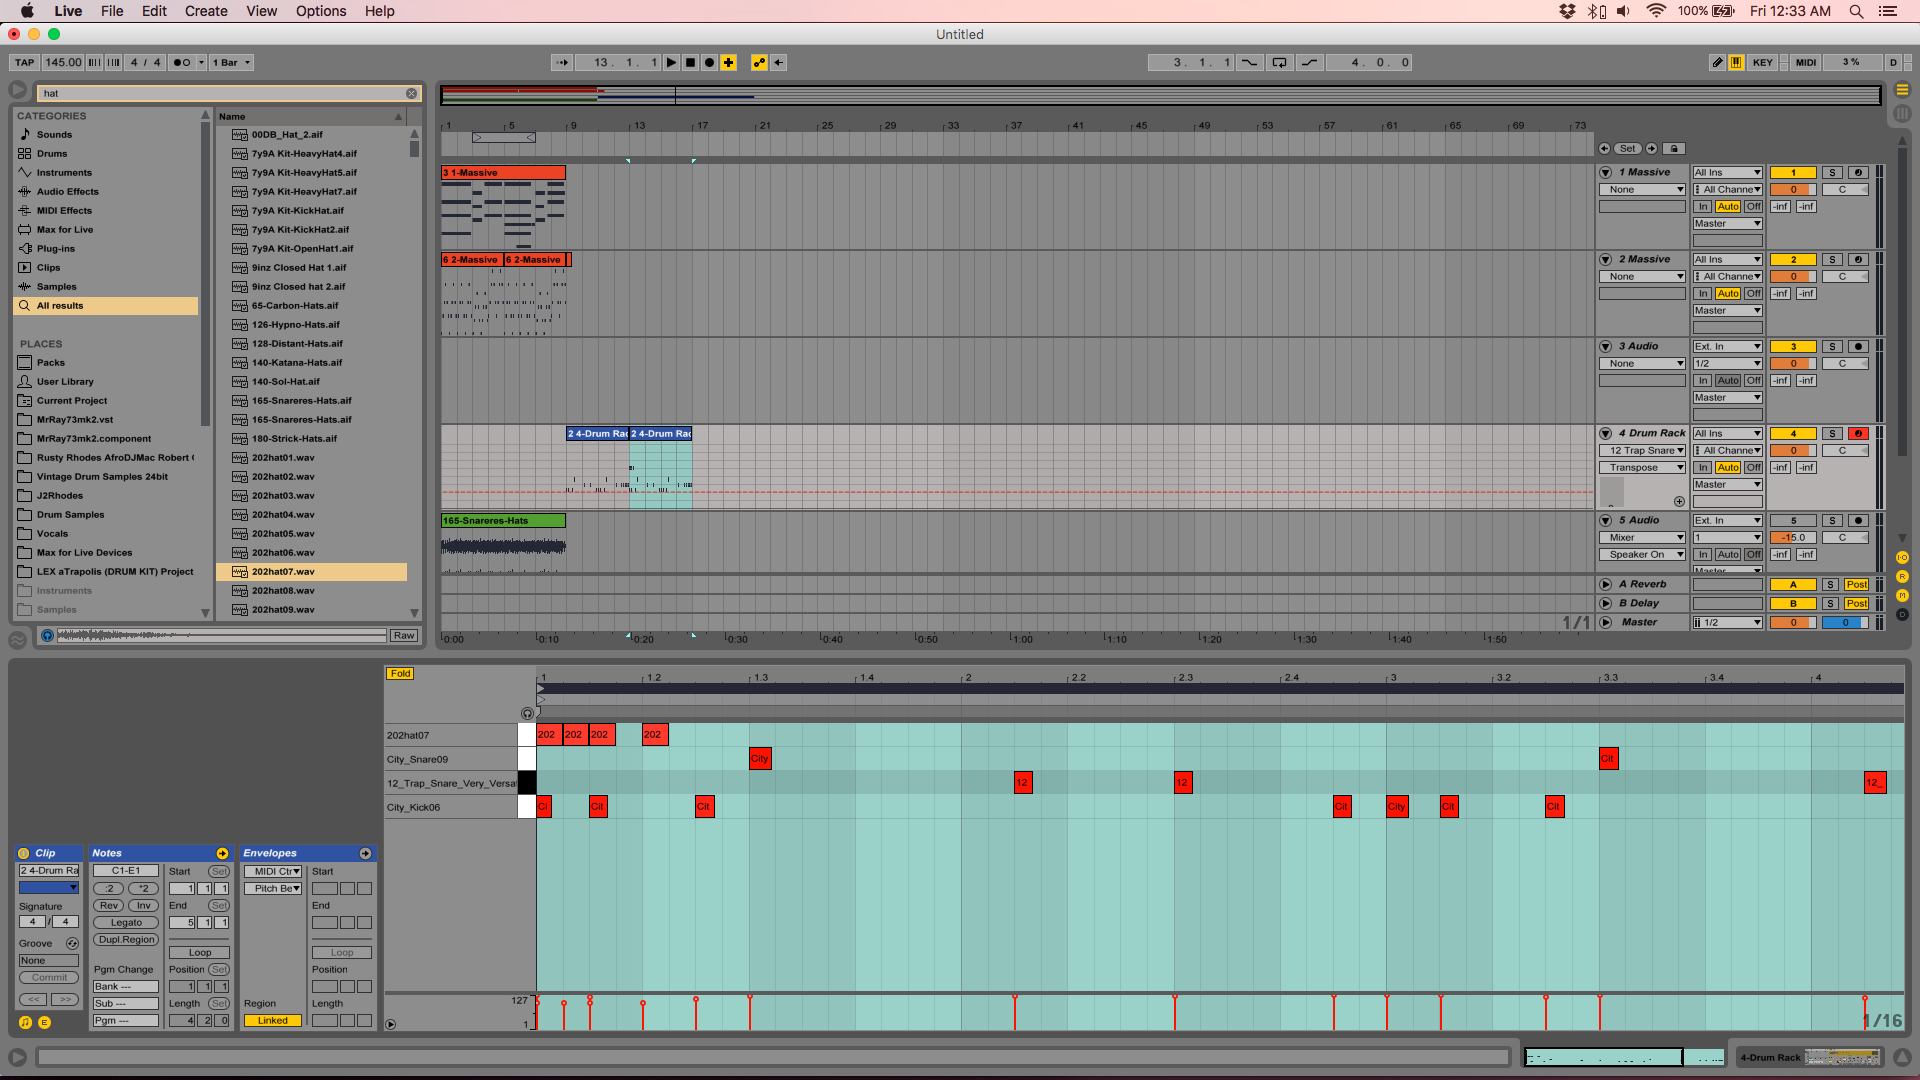 Live File Edit Create View Options Help 100% Fri 12:33 AM
Untitled
TAP 145.00 4 / 4 1 Bar 13. 1. 1 3. 1. 1 4. 0. 0 KEY MIDI 3 % D
hat
CATEGORIES
Sounds
Drums
Instruments
Audio Effects
MIDI Effects
Max for Live
Plug-ins
Clips
Samples
All results
PLACES
Packs
User Library
Current Project
MrRay73mk2.vst
MrRay73mk2.component
Rusty Rhodes AfroDJMac Robert
Vintage Drum Samples 24bit
J2Rhodes
Drum Samples
Vocals
Max for Live Devices
LEX aTrapolis (DRUM KIT) Project
Instruments
Samples
Name
00DB_Hat_2.aif
7y9A Kit-HeavyHat4.aif
7y9A Kit-HeavyHat5.aif
7y9A Kit-HeavyHat7.aif
7y9A Kit-KickHat.aif
7y9A Kit-KickHat2.aif
7y9A Kit-OpenHat1.aif
9inz Closed Hat 1.aif
9inz Closed hat 2.aif
65-Carbon-Hats.aif
126-Hypno-Hats.aif
128-Distant-Hats.aif
140-Katana-Hats.aif
140-Sol-Hat.aif
165-Snareres-Hats.aif
165-Snareres-Hats.aif
180-Strick-Hats.aif
202hat01.wav
202hat02.wav
202hat03.wav
202hat04.wav
202hat05.wav
202hat06.wav
202hat07.wav
202hat08.wav
202hat09.wav
Raw
1 5 9 13 17 21 25 29 33 37 41 45 49 53 57 61 65 69 73
Set
3 1-Massive
6 2-Massive 6 2-Massive
2 4-Drum Rac 2 4-Drum Rac
165-Snareres-Hats
0:00 0:10 0:20 0:30 0:40 0:50 1:00 1:10 1:20 1:30 1:40 1:50
1/1
1 Massive All Ins 1 S
None All Channe 0 C
In Auto Off -inf -inf
Master
2 Massive All Ins 2 S
None All Channe 0 C
In Auto Off -inf -inf
Master
3 Audio Ext. In 3 S
None 1/2 0 C
In Auto Off -inf -inf
Master
4 Drum Rack All Ins 4 S
12 Trap Snare All Channe 0 C
Transpose In Auto Off -inf -inf
Master
5 Audio Ext. In 5 S
Mixer 1 -15.0 C
Speaker On In Auto Off -inf -inf
Master
A Reverb A S Post
B Delay B S Post
Master 1/2 0 0
I·O
R
M
D
Fold
1 1.2 1.3 1.4 2 2.2 2.3 2.4 3 3.2 3.3 3.4 4
202hat07 202 202 202 202
City_Snare09 City Cit
12_Trap_Snare_Very_Versa 12 12 12_
City_Kick06 Ci Cit Cit Cit City Cit Cit
127
1
1/16
Clip
2 4-Drum Ra
Signature
4 / 4
Groove
None
Commit
<< >>
E
Notes
C1-E1
:2 *2
Rev Inv
Legato
Dupl.Region
Pgm Change
Bank ---
Sub ---
Pgm ---
Start Set
1 1 1
End Set
5 1 1
Loop
Position Set
1 1 1
Length Set
4 2 0
Envelopes
MIDI Ctr
Pitch Be
Region
Linked
Start
End
Loop
Position
Length
4-Drum Rack